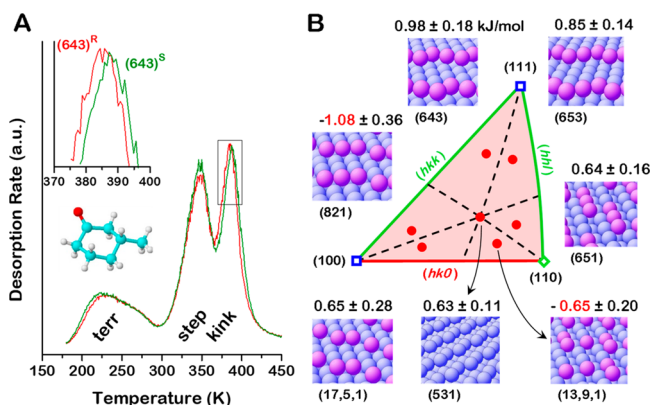 A
(643)R
(643)S
370 380 390 400
Desorption Rate (a.u.)
terr
step
kink
150 200 250 300 350 400 450
Temperature (K)
B
0.98 ± 0.18 kJ/mol
0.85 ± 0.14
(111)
(643)
(653)
-1.08 ± 0.36
(hkk)
(hhl)
0.64 ± 0.16
(821)
(651)
(100)
(hk0)
(110)
0.65 ± 0.28
0.63 ± 0.11
- 0.65 ± 0.20
(17,5,1)
(531)
(13,9,1)